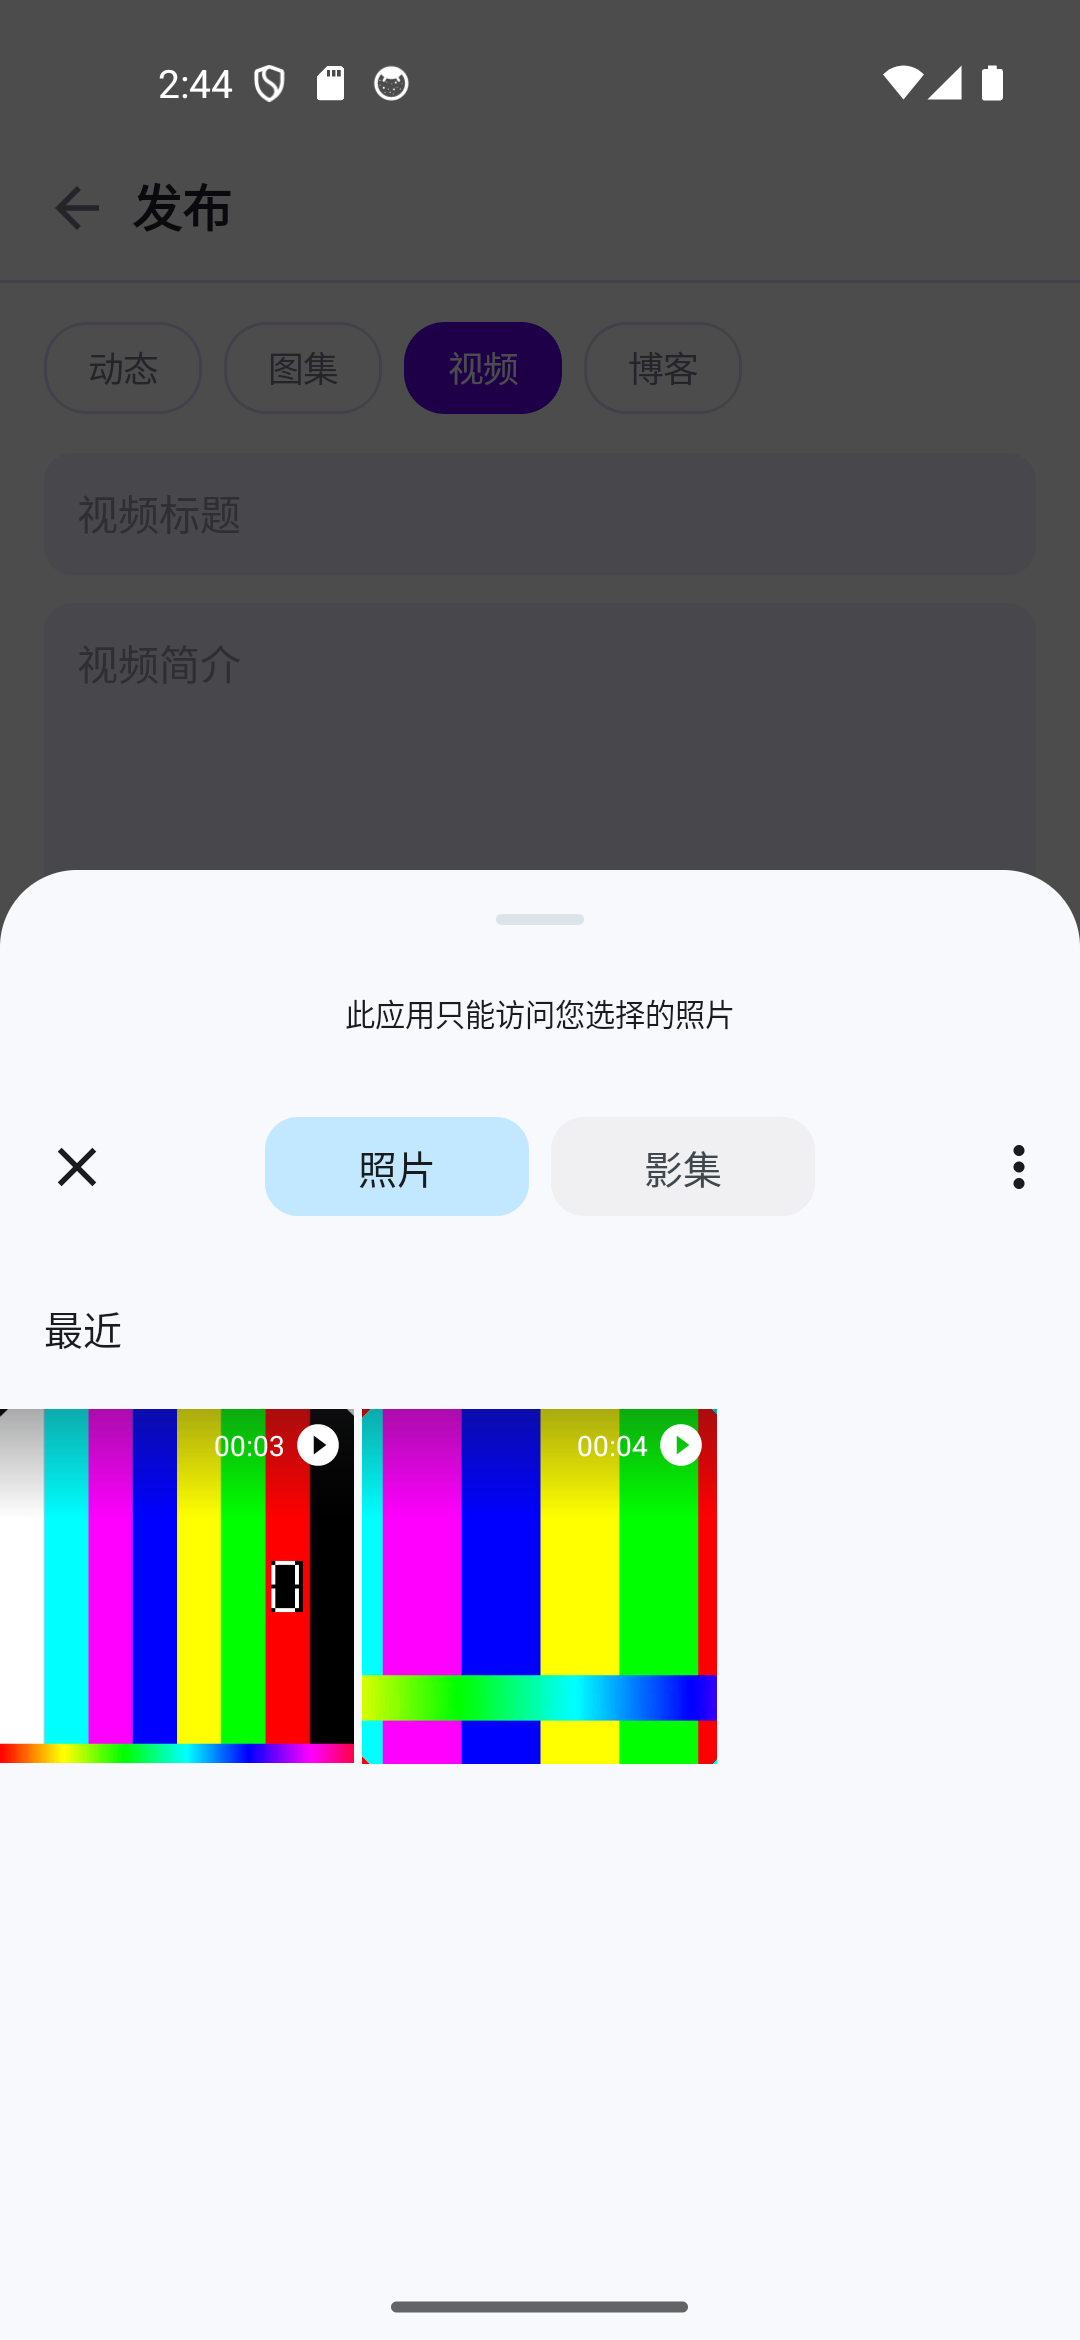 2:44
发布
动态 图集 视频 博客
视频标题
视频简介
此应用只能访问您选择的照片
照片 影集
最近
00:03 00:04